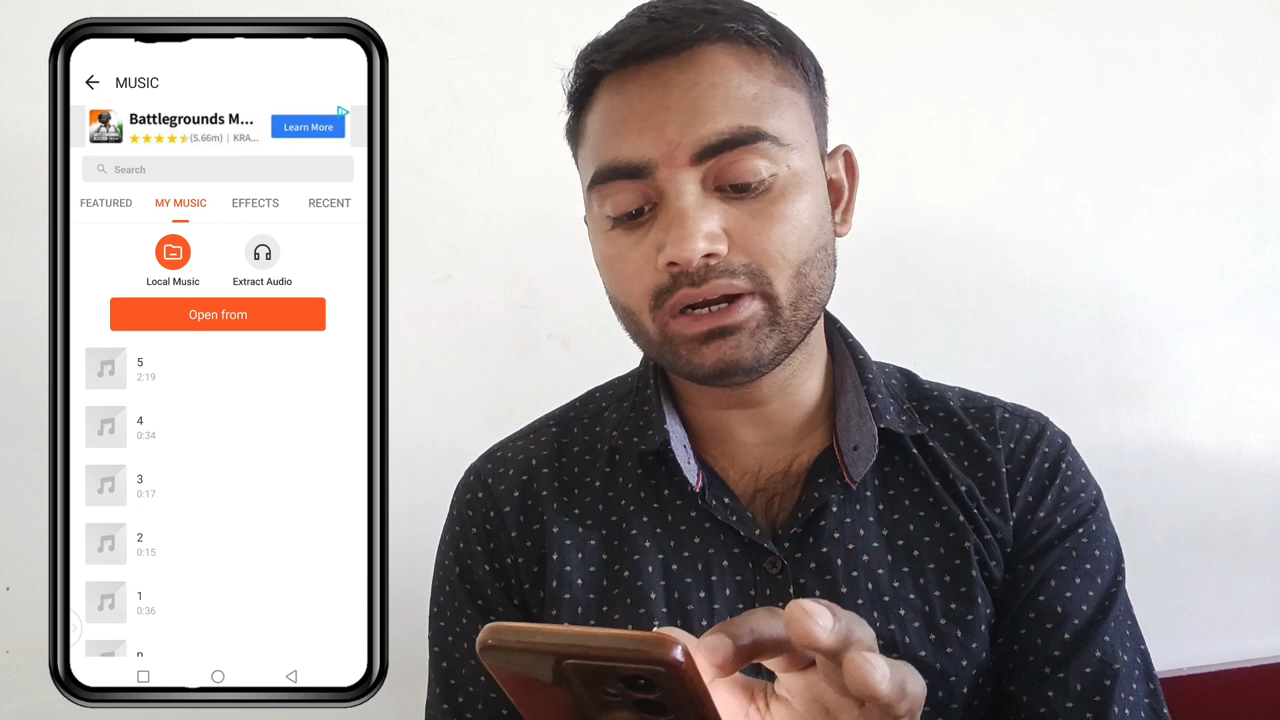 MUSIC
Battlegrounds M...
(5.66m) | KRA...
Learn More
Search
FEATURED MY MUSIC EFFECTS RECENT
Local Music Extract Audio
Open from
5
2:19
4
0:34
3
0:17
2
0:15
1
0:36